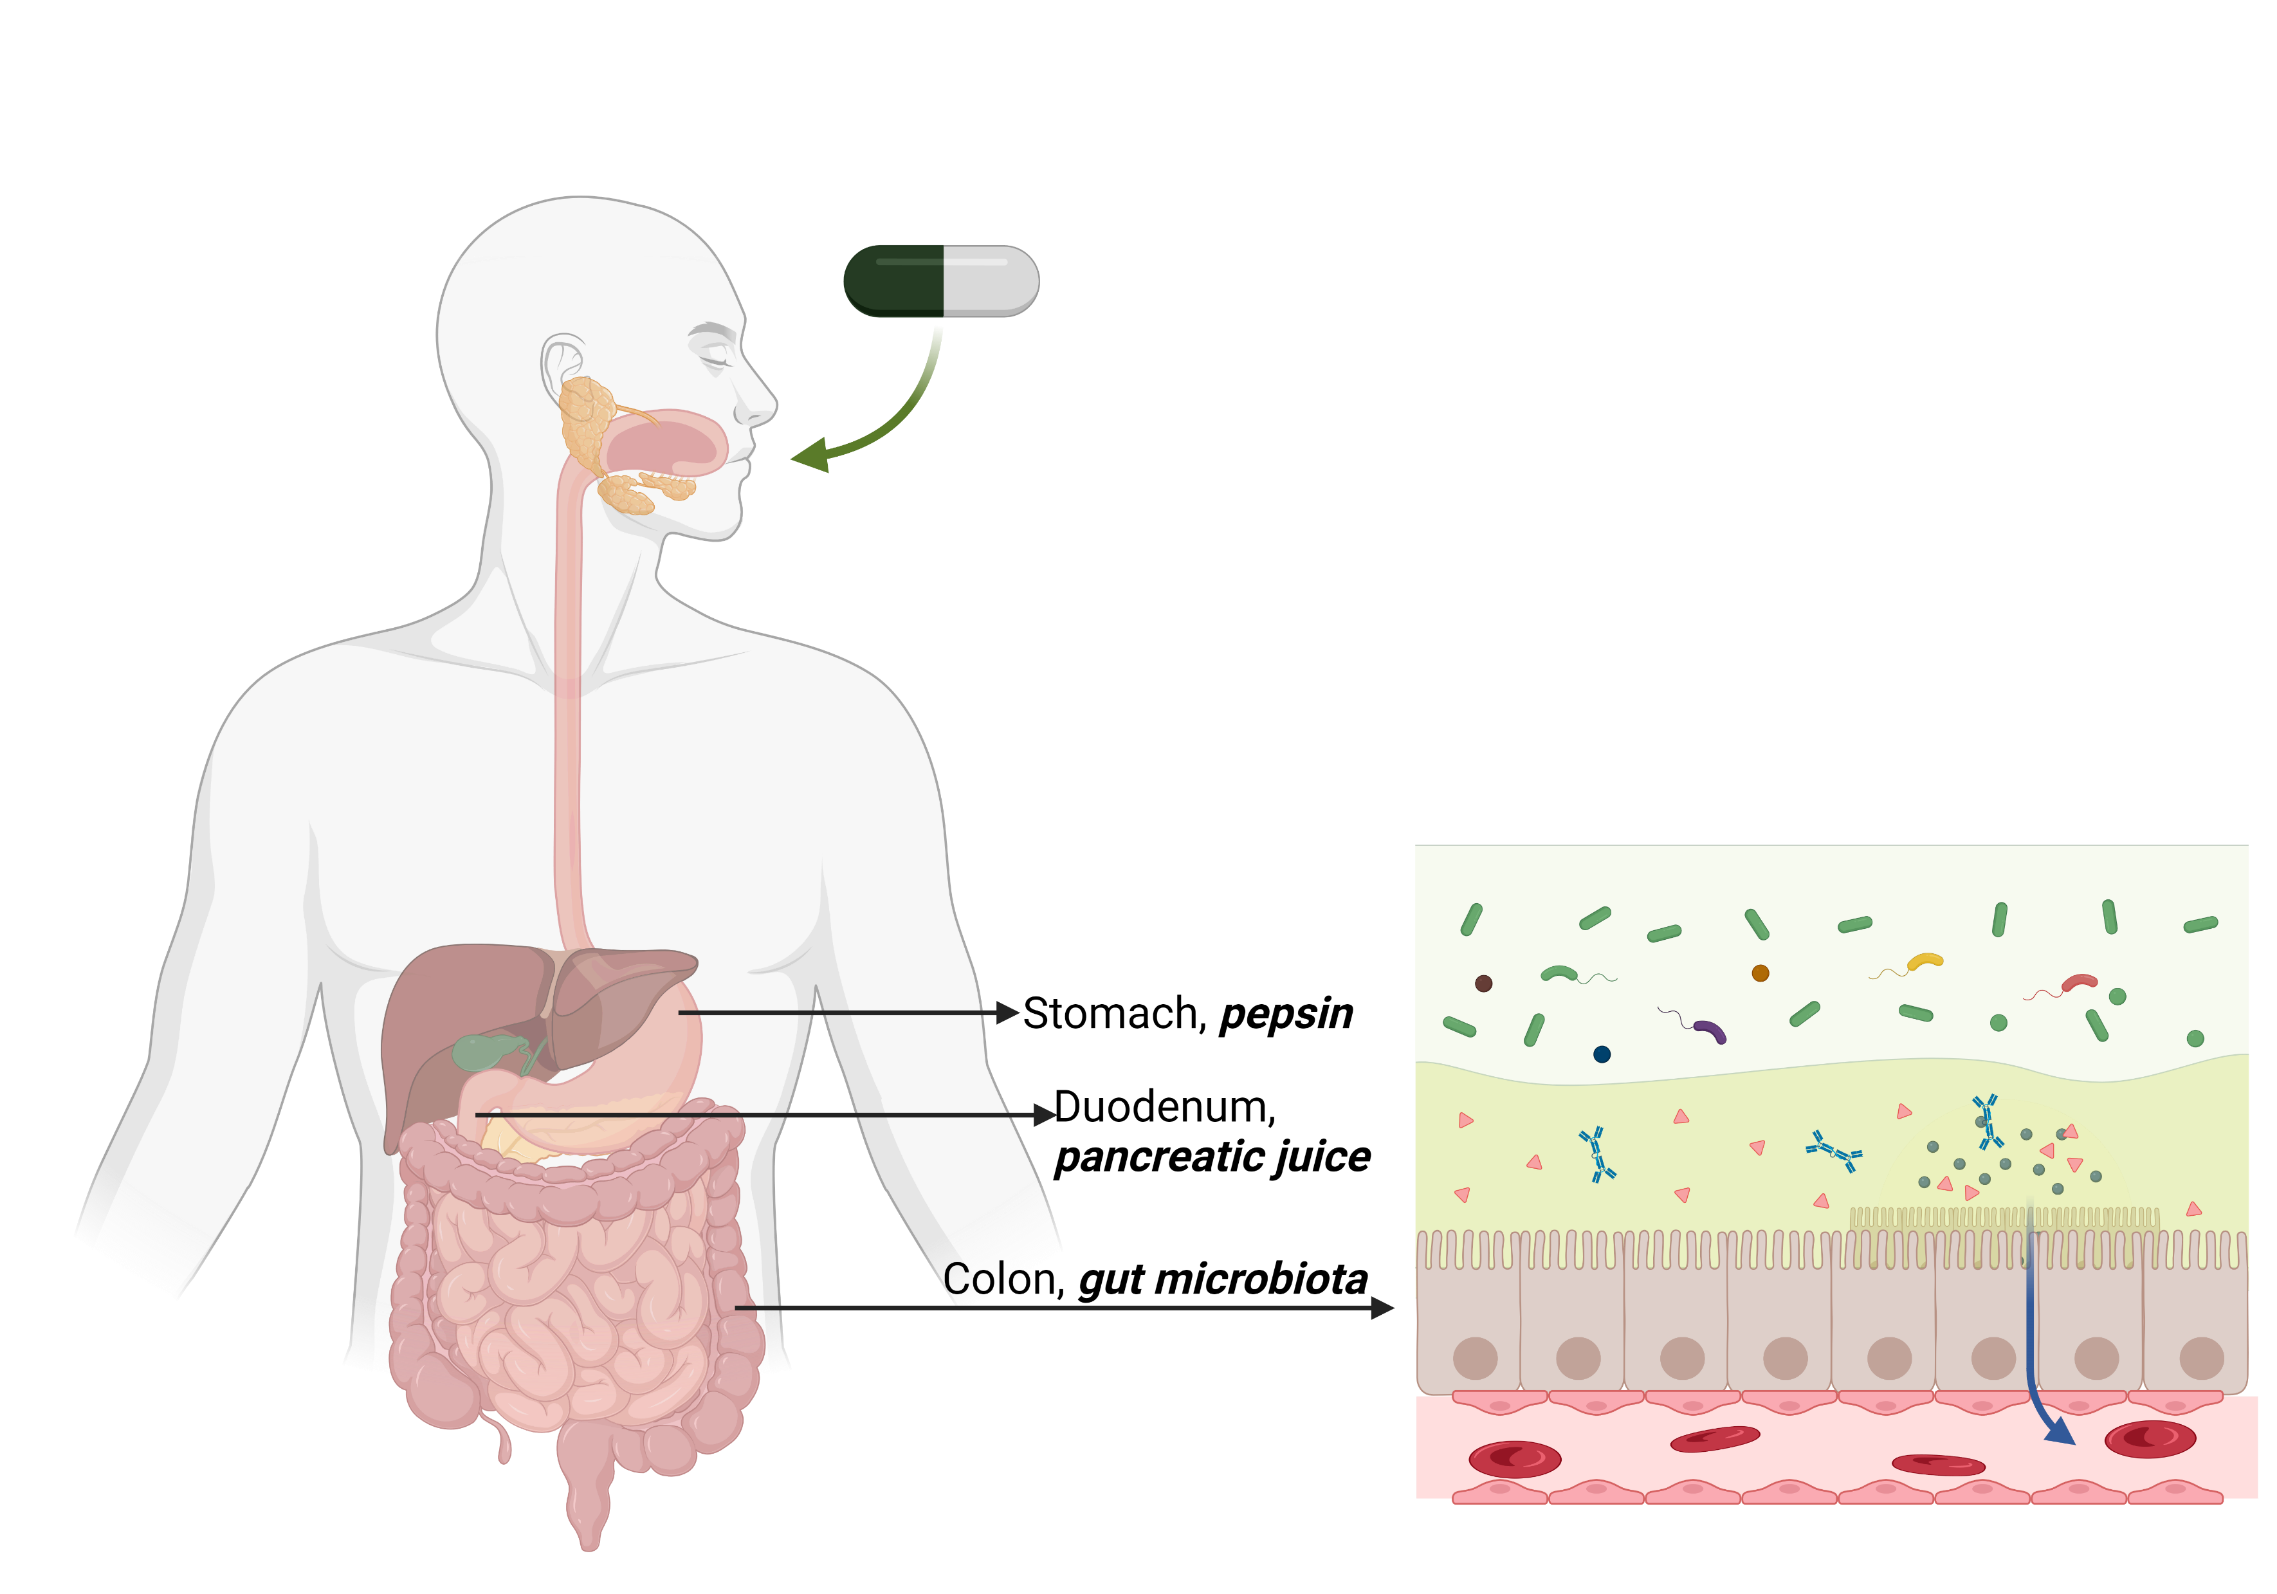 Stomach, pepsin
Duodenum,
pancreatic juice
Colon, gut microbiota